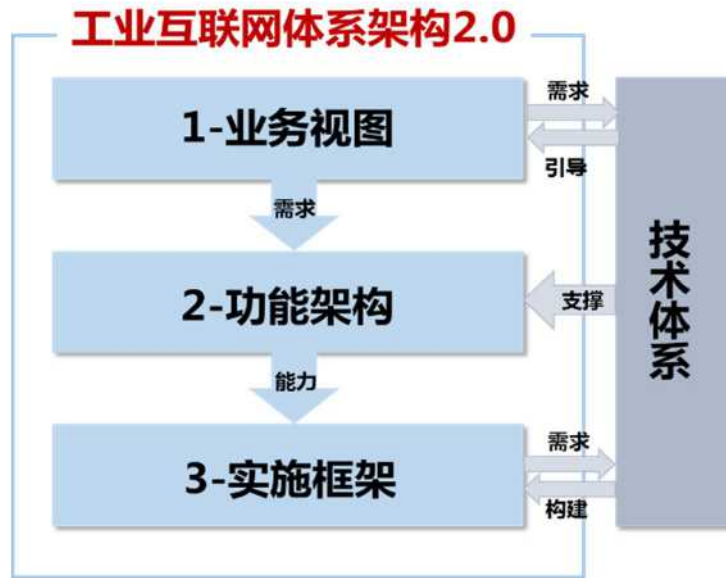 工业互联网体系架构2.0
1-业务视图
需求
引导
需求
技术体系
2-功能架构
支撑
能力
3-实施框架
需求
构建